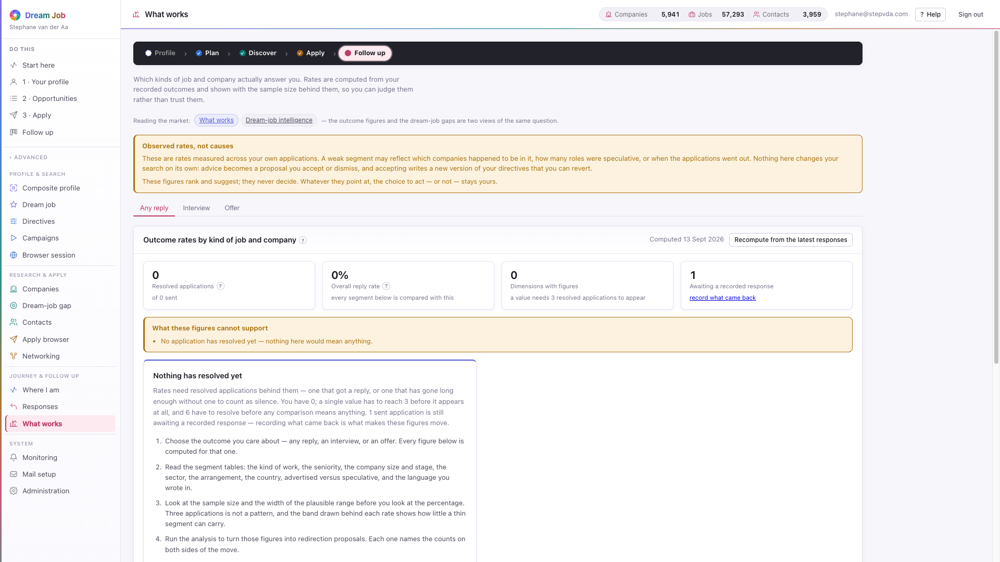 Dream Job
Stephane van der Aa
DO THIS
Start here
1 · Your profile
2 · Opportunities
3 · Apply
Follow up
ADVANCED
PROFILE & SEARCH
Composite profile
Dream job
Directives
Campaigns
Browser session
RESEARCH & APPLY
Companies
Dream-job gap
Contacts
Apply browser
Networking
JOURNEY & FOLLOW UP
Where I am
Responses
What works
SYSTEM
Monitoring
Mail setup
Administration
What works
Companies 5,941 Jobs 57,293 Contacts 3,959
stephane@stepvda.com
? Help
Sign out
Profile › Plan › Discover › Apply › Follow up
Which kinds of job and company actually answer you. Rates are computed from your
recorded outcomes and shown with the sample size behind them, so you can judge them
rather than trust them.
Reading the market: What works Dream-job intelligence — the outcome figures and the dream-job gaps are two views of the same question.
Observed rates, not causes
These are rates measured across your own applications. A weak segment may reflect which companies happened to be in it, how many roles were speculative, or when the applications went out. Nothing here changes your
search on its own: advice becomes a proposal you accept or dismiss, and accepting writes a new version of your directives that you can revert.
These figures rank and suggest; they never decide. Whatever they point at, the choice to act — or not — stays yours.
Any reply Interview Offer
Outcome rates by kind of job and company ?
Computed 13 Sept 2026
Recompute from the latest responses
0
Resolved applications ?
of 0 sent
0%
Overall reply rate ?
every segment below is compared with this
0
Dimensions with figures
a value needs 3 resolved applications to appear
1
Awaiting a recorded response
record what came back
What these figures cannot support
• No application has resolved yet — nothing here would mean anything.
Nothing has resolved yet
Rates need resolved applications behind them — one that got a reply, or one that has gone long
enough without one to count as silence. You have 0; a single value has to reach 3 before it appears
at all, and 6 have to resolve before any comparison means anything. 1 sent application is still
awaiting a recorded response — recording what came back is what makes these figures move.
1. Choose the outcome you care about — any reply, an interview, or an offer. Every figure below is
computed for that one.
2. Read the segment tables: the kind of work, the seniority, the company size and stage, the
sector, the arrangement, the country, advertised versus speculative, and the language you
wrote in.
3. Look at the sample size and the width of the plausible range before you look at the percentage.
Three applications is not a pattern, and the band drawn behind each rate shows how little a thin
segment can carry.
4. Run the analysis to turn those figures into redirection proposals. Each one names the counts on
both sides of the move.